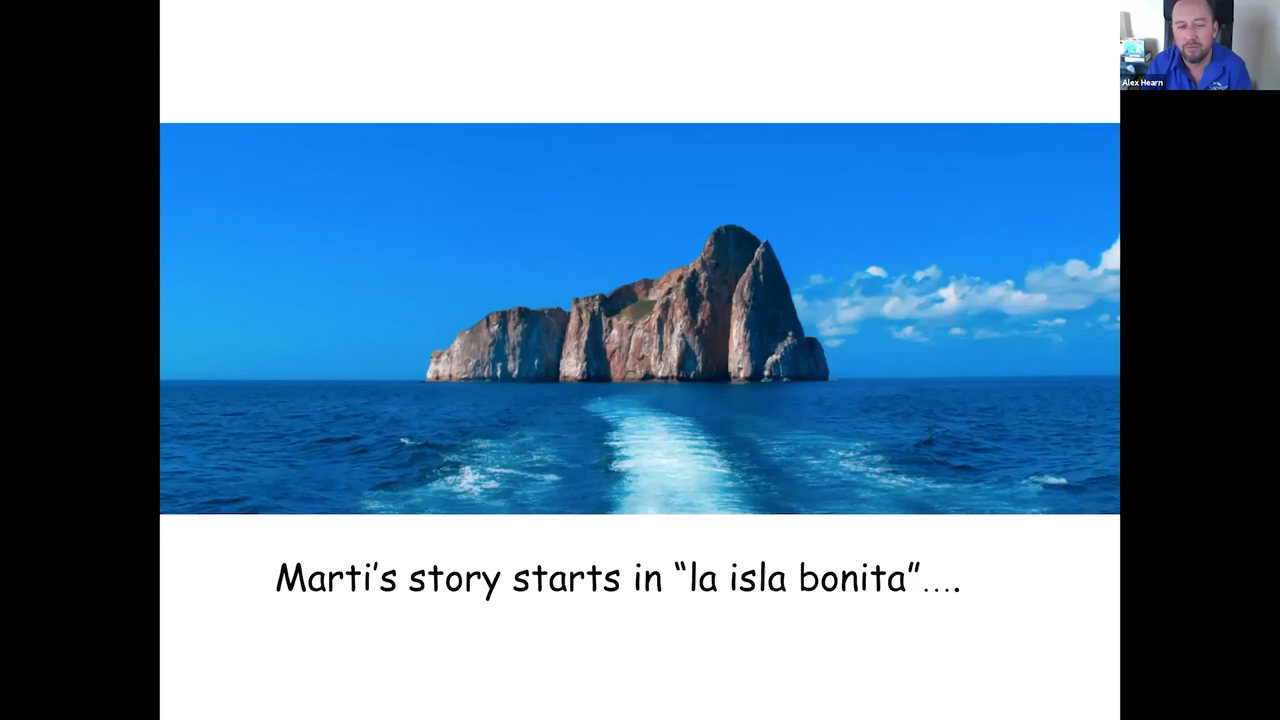 Alex Hearn
Marti’s story starts in “la isla bonita”….